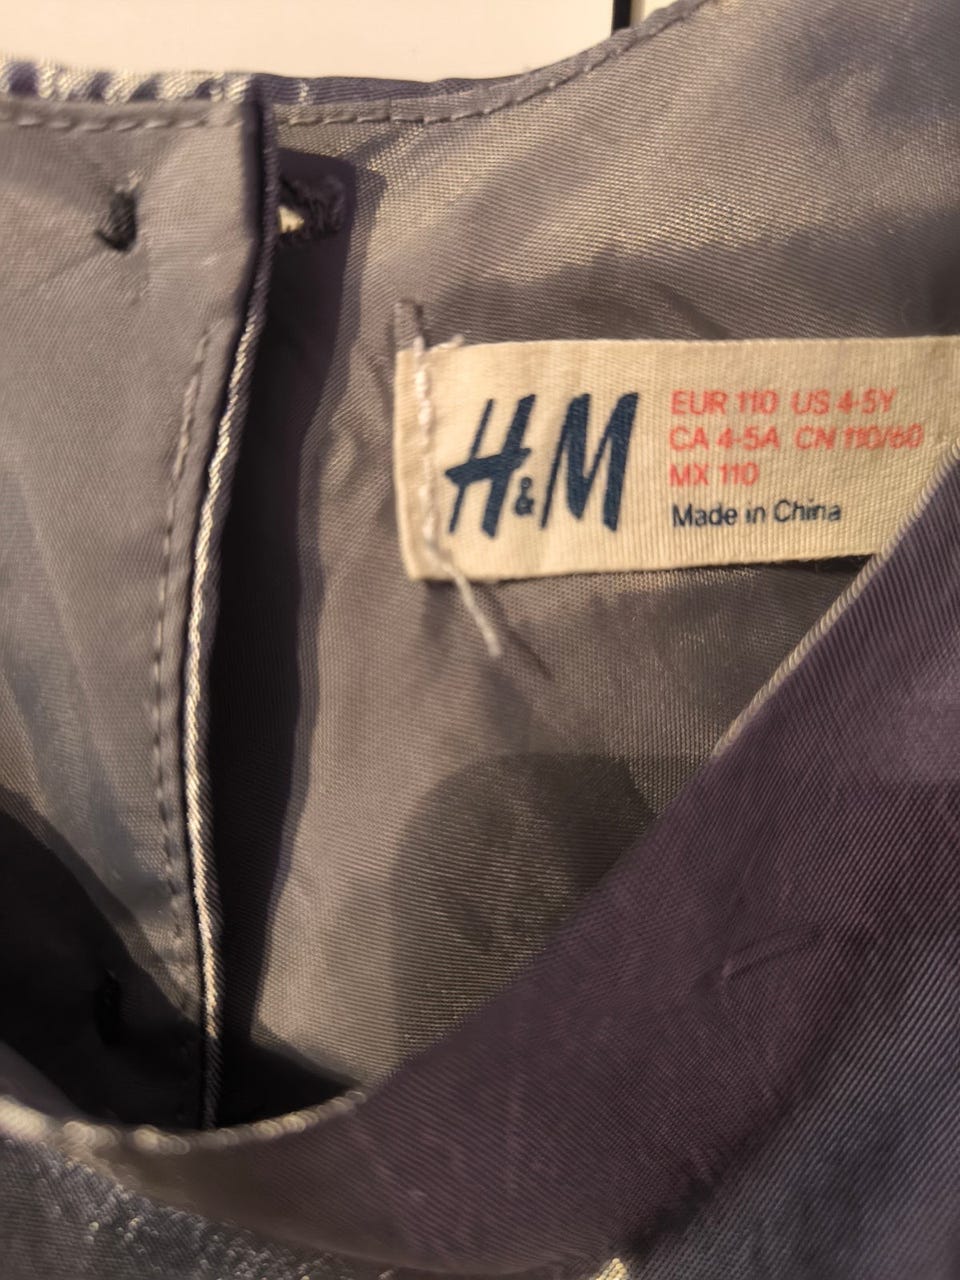 H&M
EUR 110 US 4-5Y
CA 4-5A CN 110/60
MX 110
Made in China